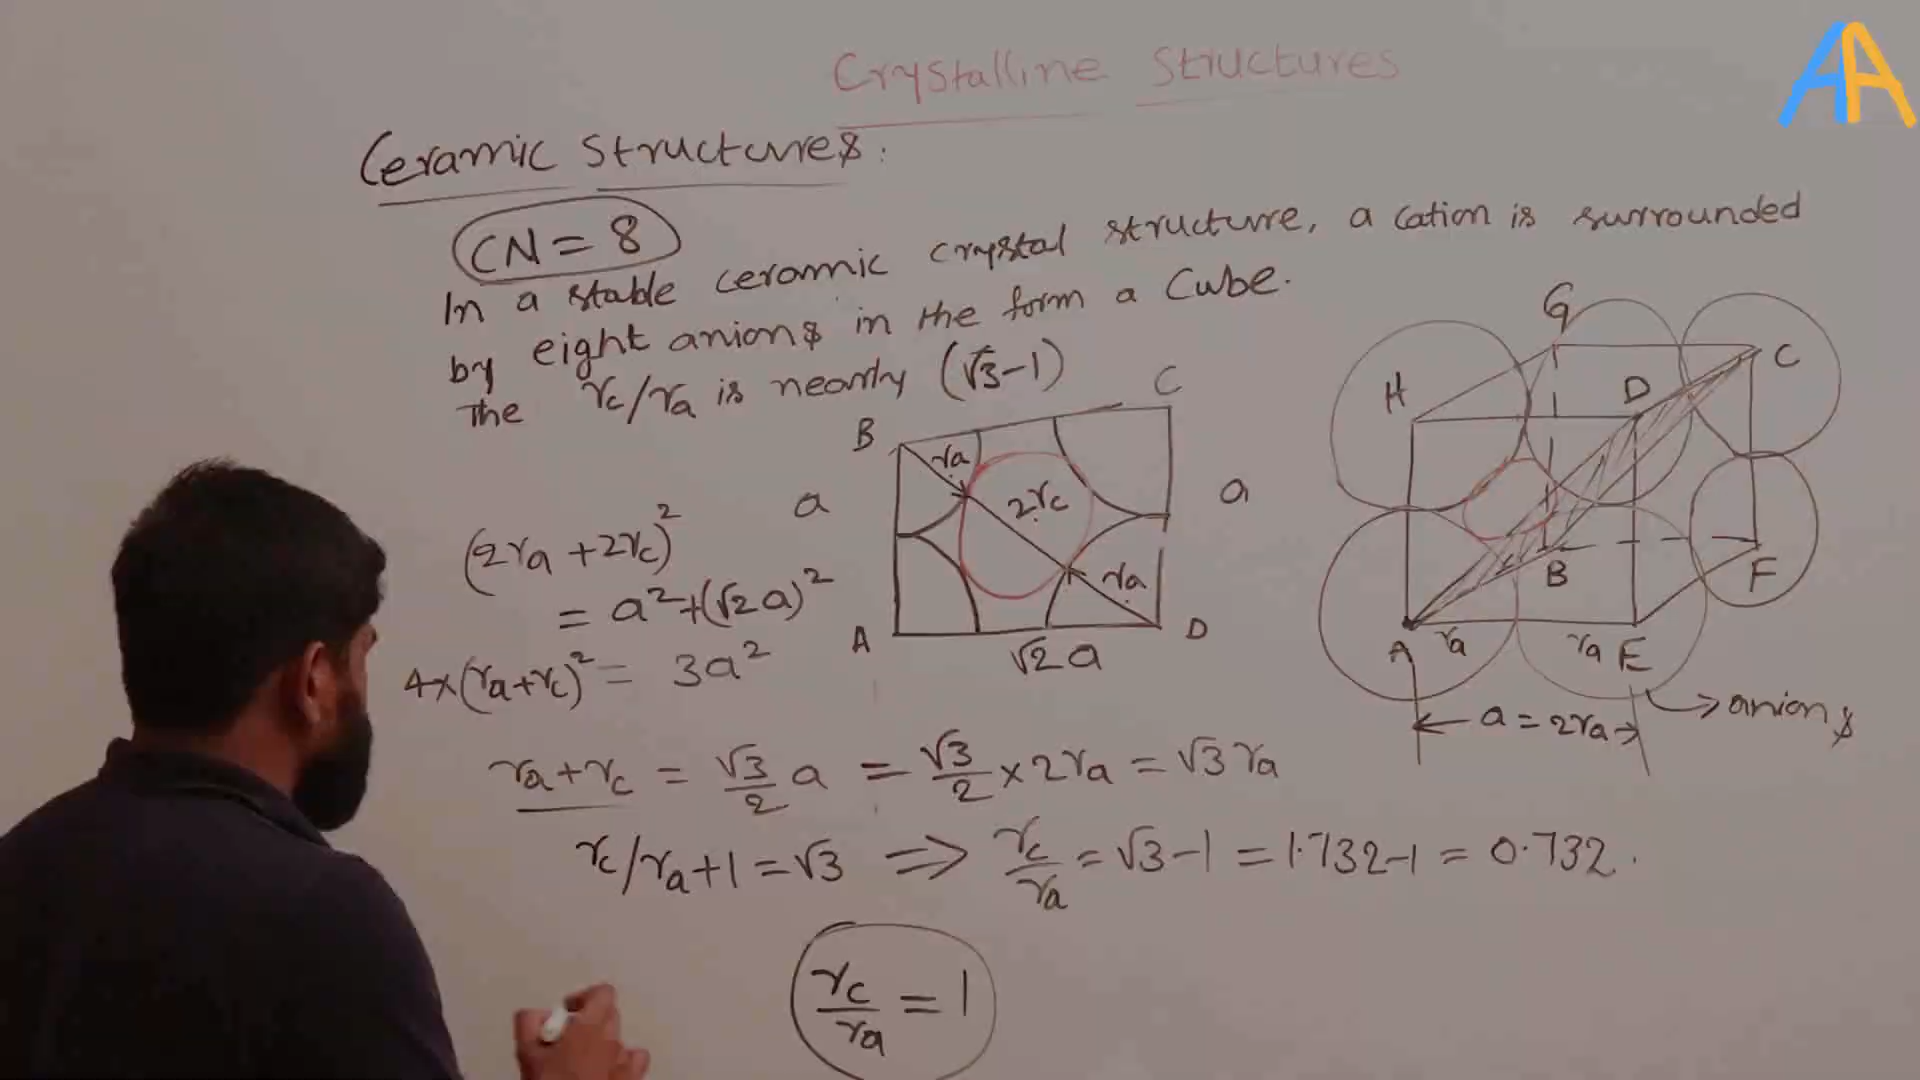 Crystalline Structures
AA
Ceramic Structures:
CN = 8
In a stable ceramic crystal structure, a cation is surrounded
by eight anions in the form a Cube.
The rc/ra is nearly (√3-1)
B C
a ra 2rc ra a
A √2 a D
G
H D C
B F
A ra ra E
a = 2ra
→ anions
(2ra + 2rc)²
= a² + (√2 a)²
4×(ra+rc)² = 3a²
ra + rc = √3/2 a = √3/2 × 2ra = √3 ra
rc/ra + 1 = √3 ⇒ rc/ra = √3 - 1 = 1.732 - 1 = 0.732.
rc/ra = 1